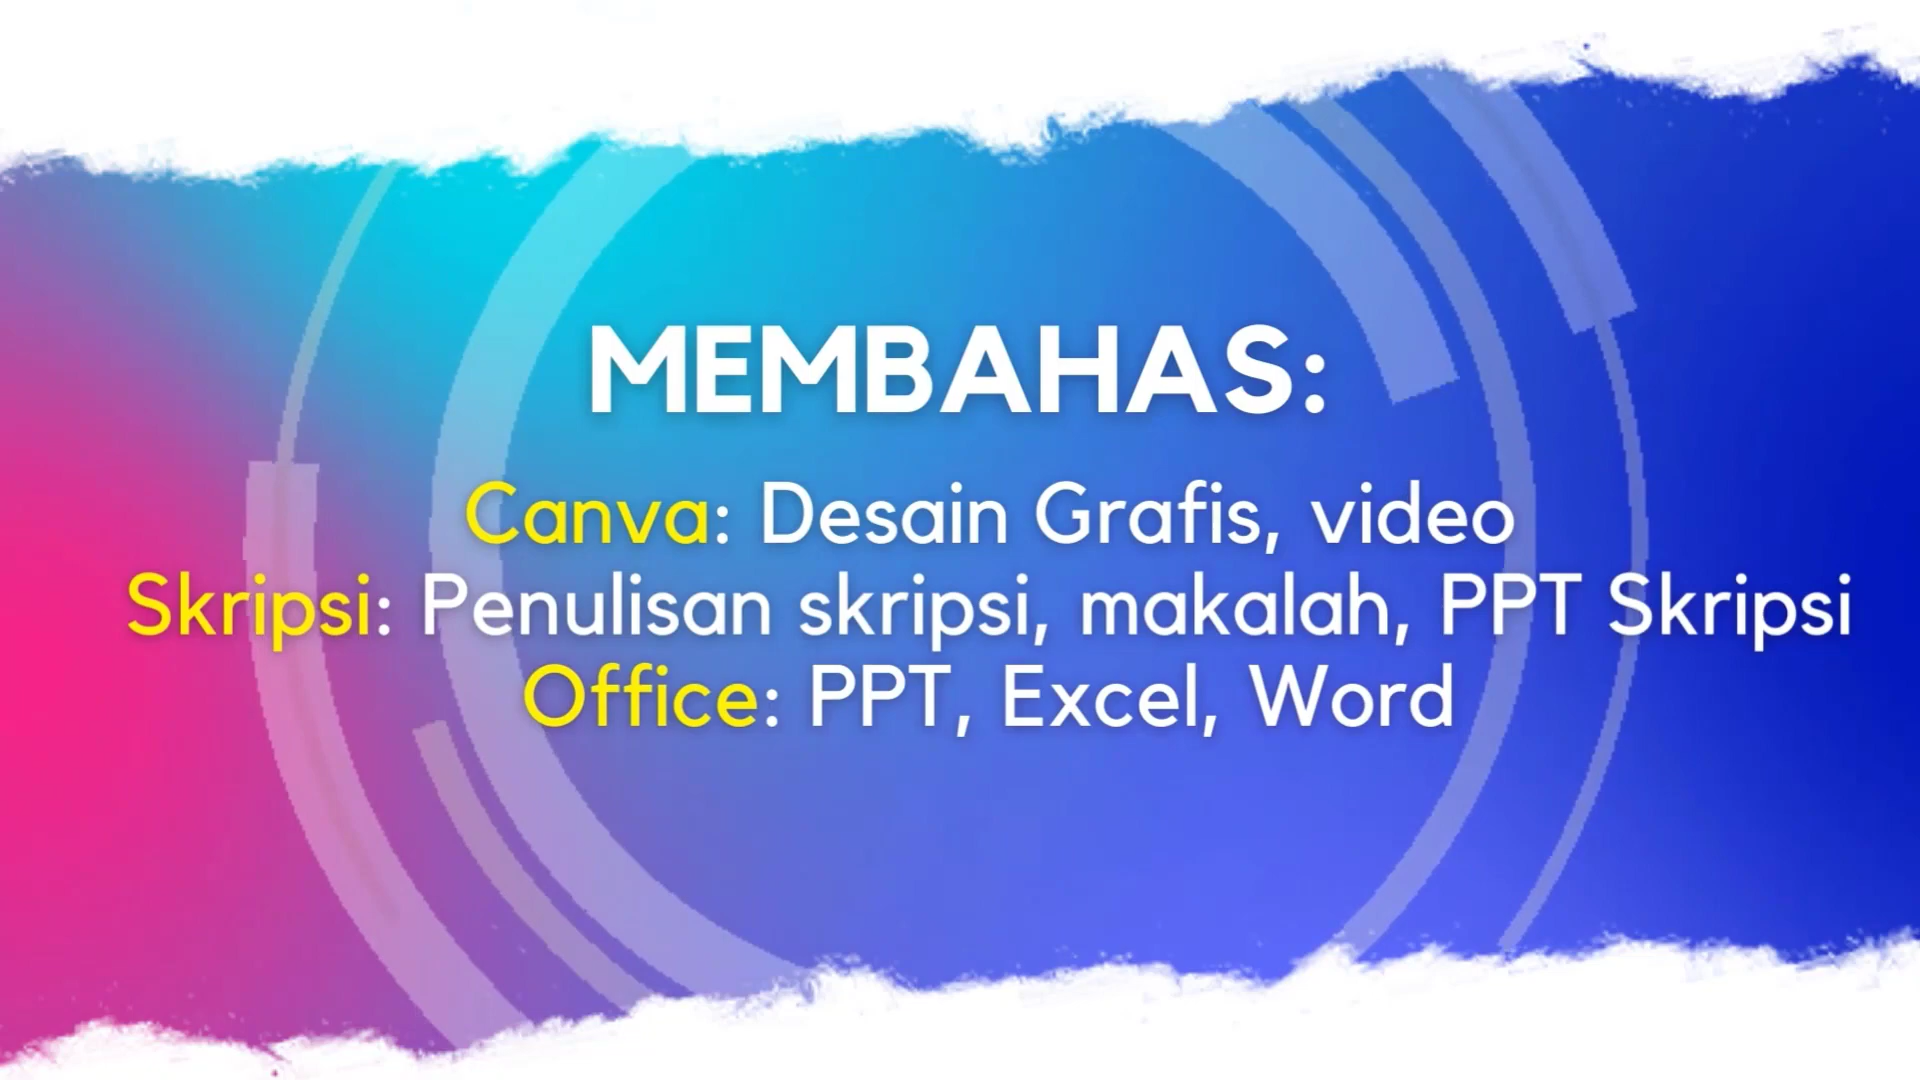 MEMBAHAS:
Canva: Desain Grafis, video
Skripsi: Penulisan skripsi, makalah, PPT Skripsi
Office: PPT, Excel, Word